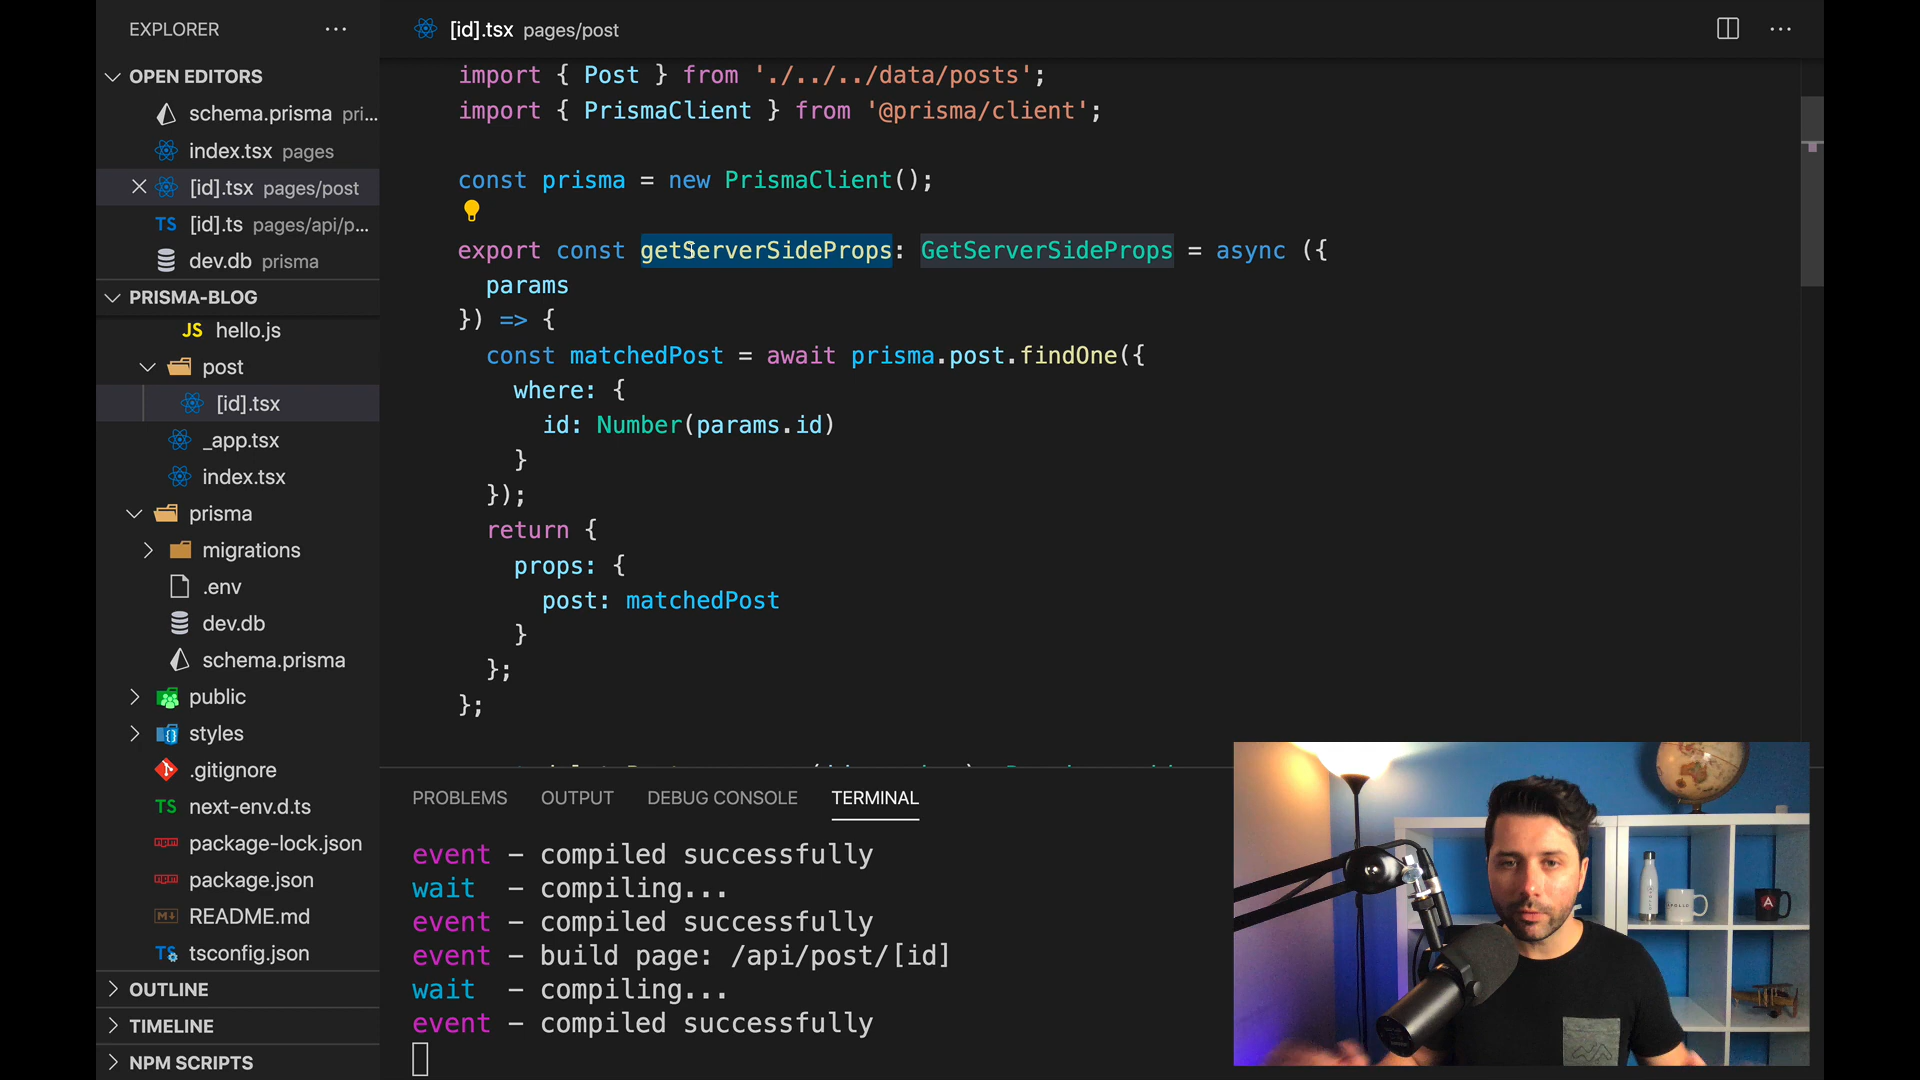 EXPLORER
OPEN EDITORS
schema.prisma pri...
index.tsx pages
[id].tsx pages/post
TS [id].ts pages/api/p...
dev.db prisma
PRISMA-BLOG
JS hello.js
post
[id].tsx
_app.tsx
index.tsx
prisma
migrations
.env
dev.db
schema.prisma
public
styles
.gitignore
TS next-env.d.ts
package-lock.json
package.json
M↓ README.md
TS tsconfig.json
OUTLINE
TIMELINE
NPM SCRIPTS
[id].tsx pages/post
import { Post } from './../../data/posts';
import { PrismaClient } from '@prisma/client';
const prisma = new PrismaClient();
export const getServerSideProps: GetServerSideProps = async ({
params
}) => {
const matchedPost = await prisma.post.findOne({
where: {
id: Number(params.id)
}
});
return {
props: {
post: matchedPost
}
};
};
PROBLEMS OUTPUT DEBUG CONSOLE TERMINAL
event - compiled successfully
wait - compiling...
event - compiled successfully
event - build page: /api/post/[id]
wait - compiling...
event - compiled successfully